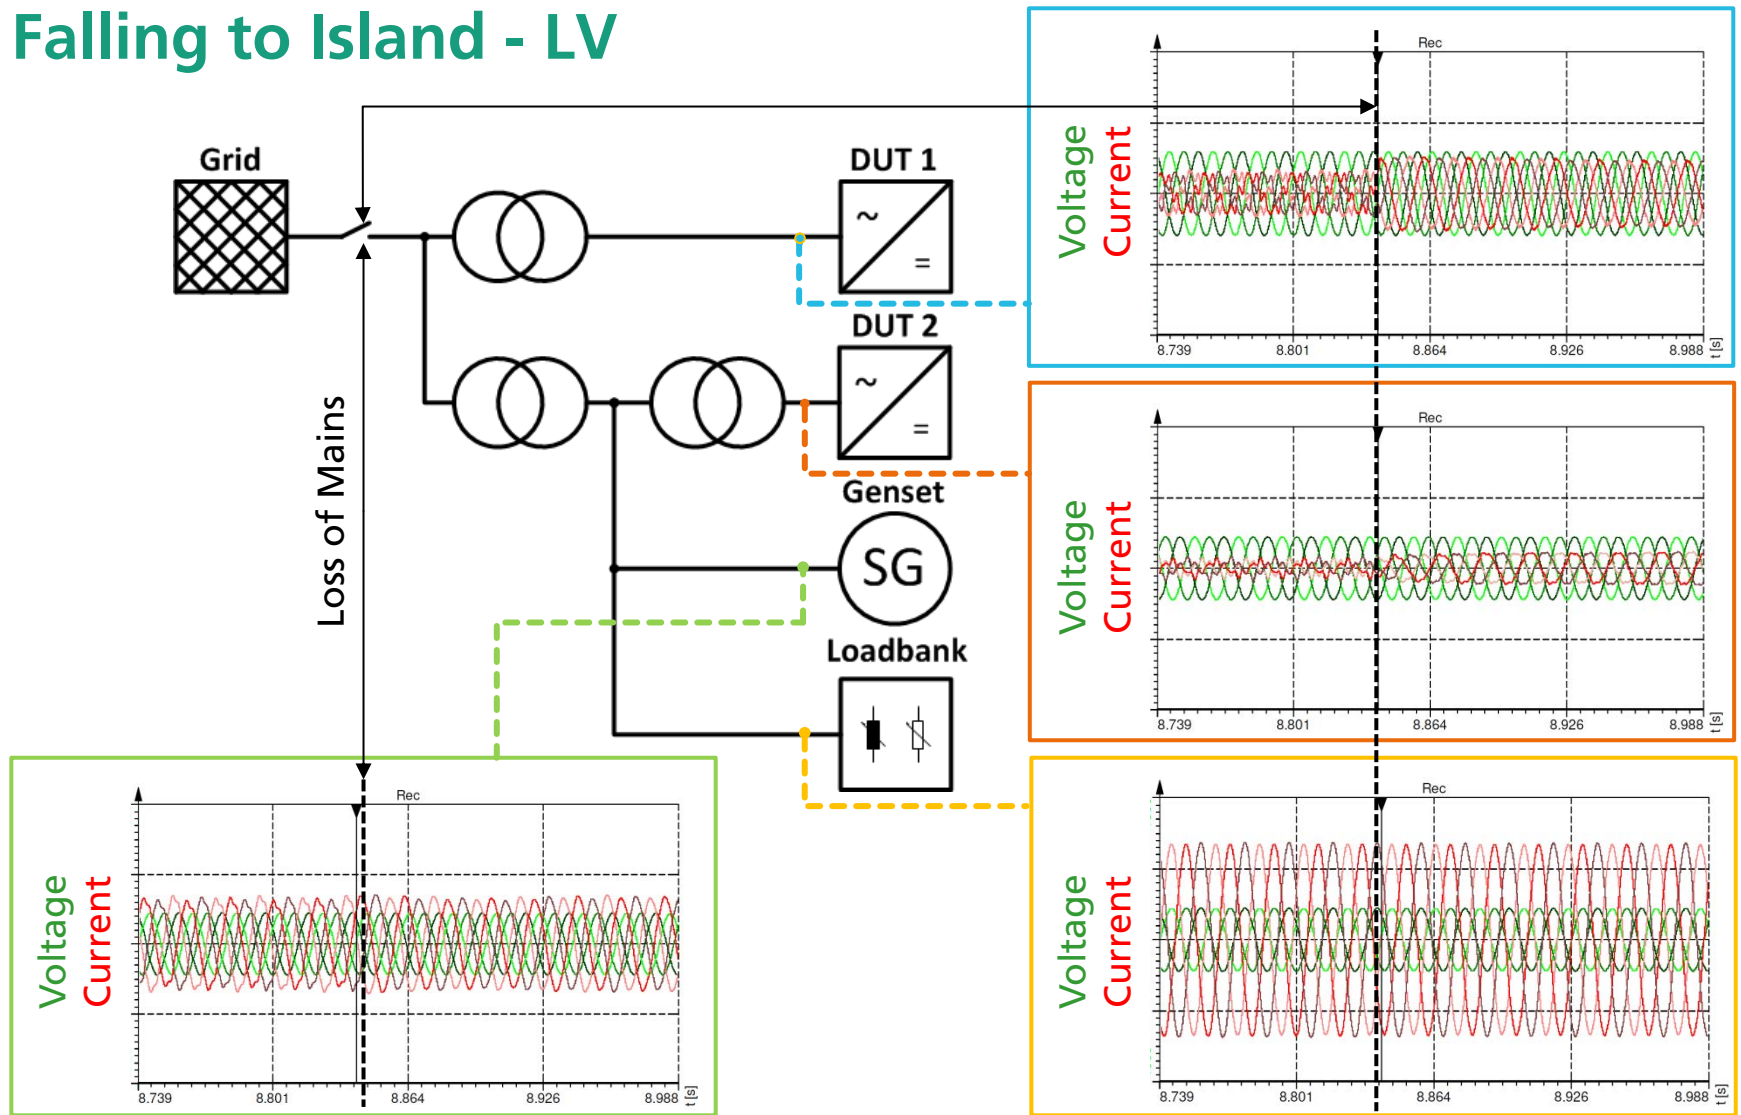 Falling to Island - LV
Grid
DUT 1
~
=
DUT 2
~
=
Genset
SG
Loadbank
Loss of Mains
Voltage
Current
Rec
8.739 8.801 8.864 8.926 8.988 t [s]
Voltage
Current
Rec
8.739 8.801 8.864 8.926 8.988 t [s]
Voltage
Current
Rec
8.739 8.801 8.864 8.926 8.988 t [s]
Voltage
Current
Rec
8.739 8.801 8.864 8.926 8.988 t [s]